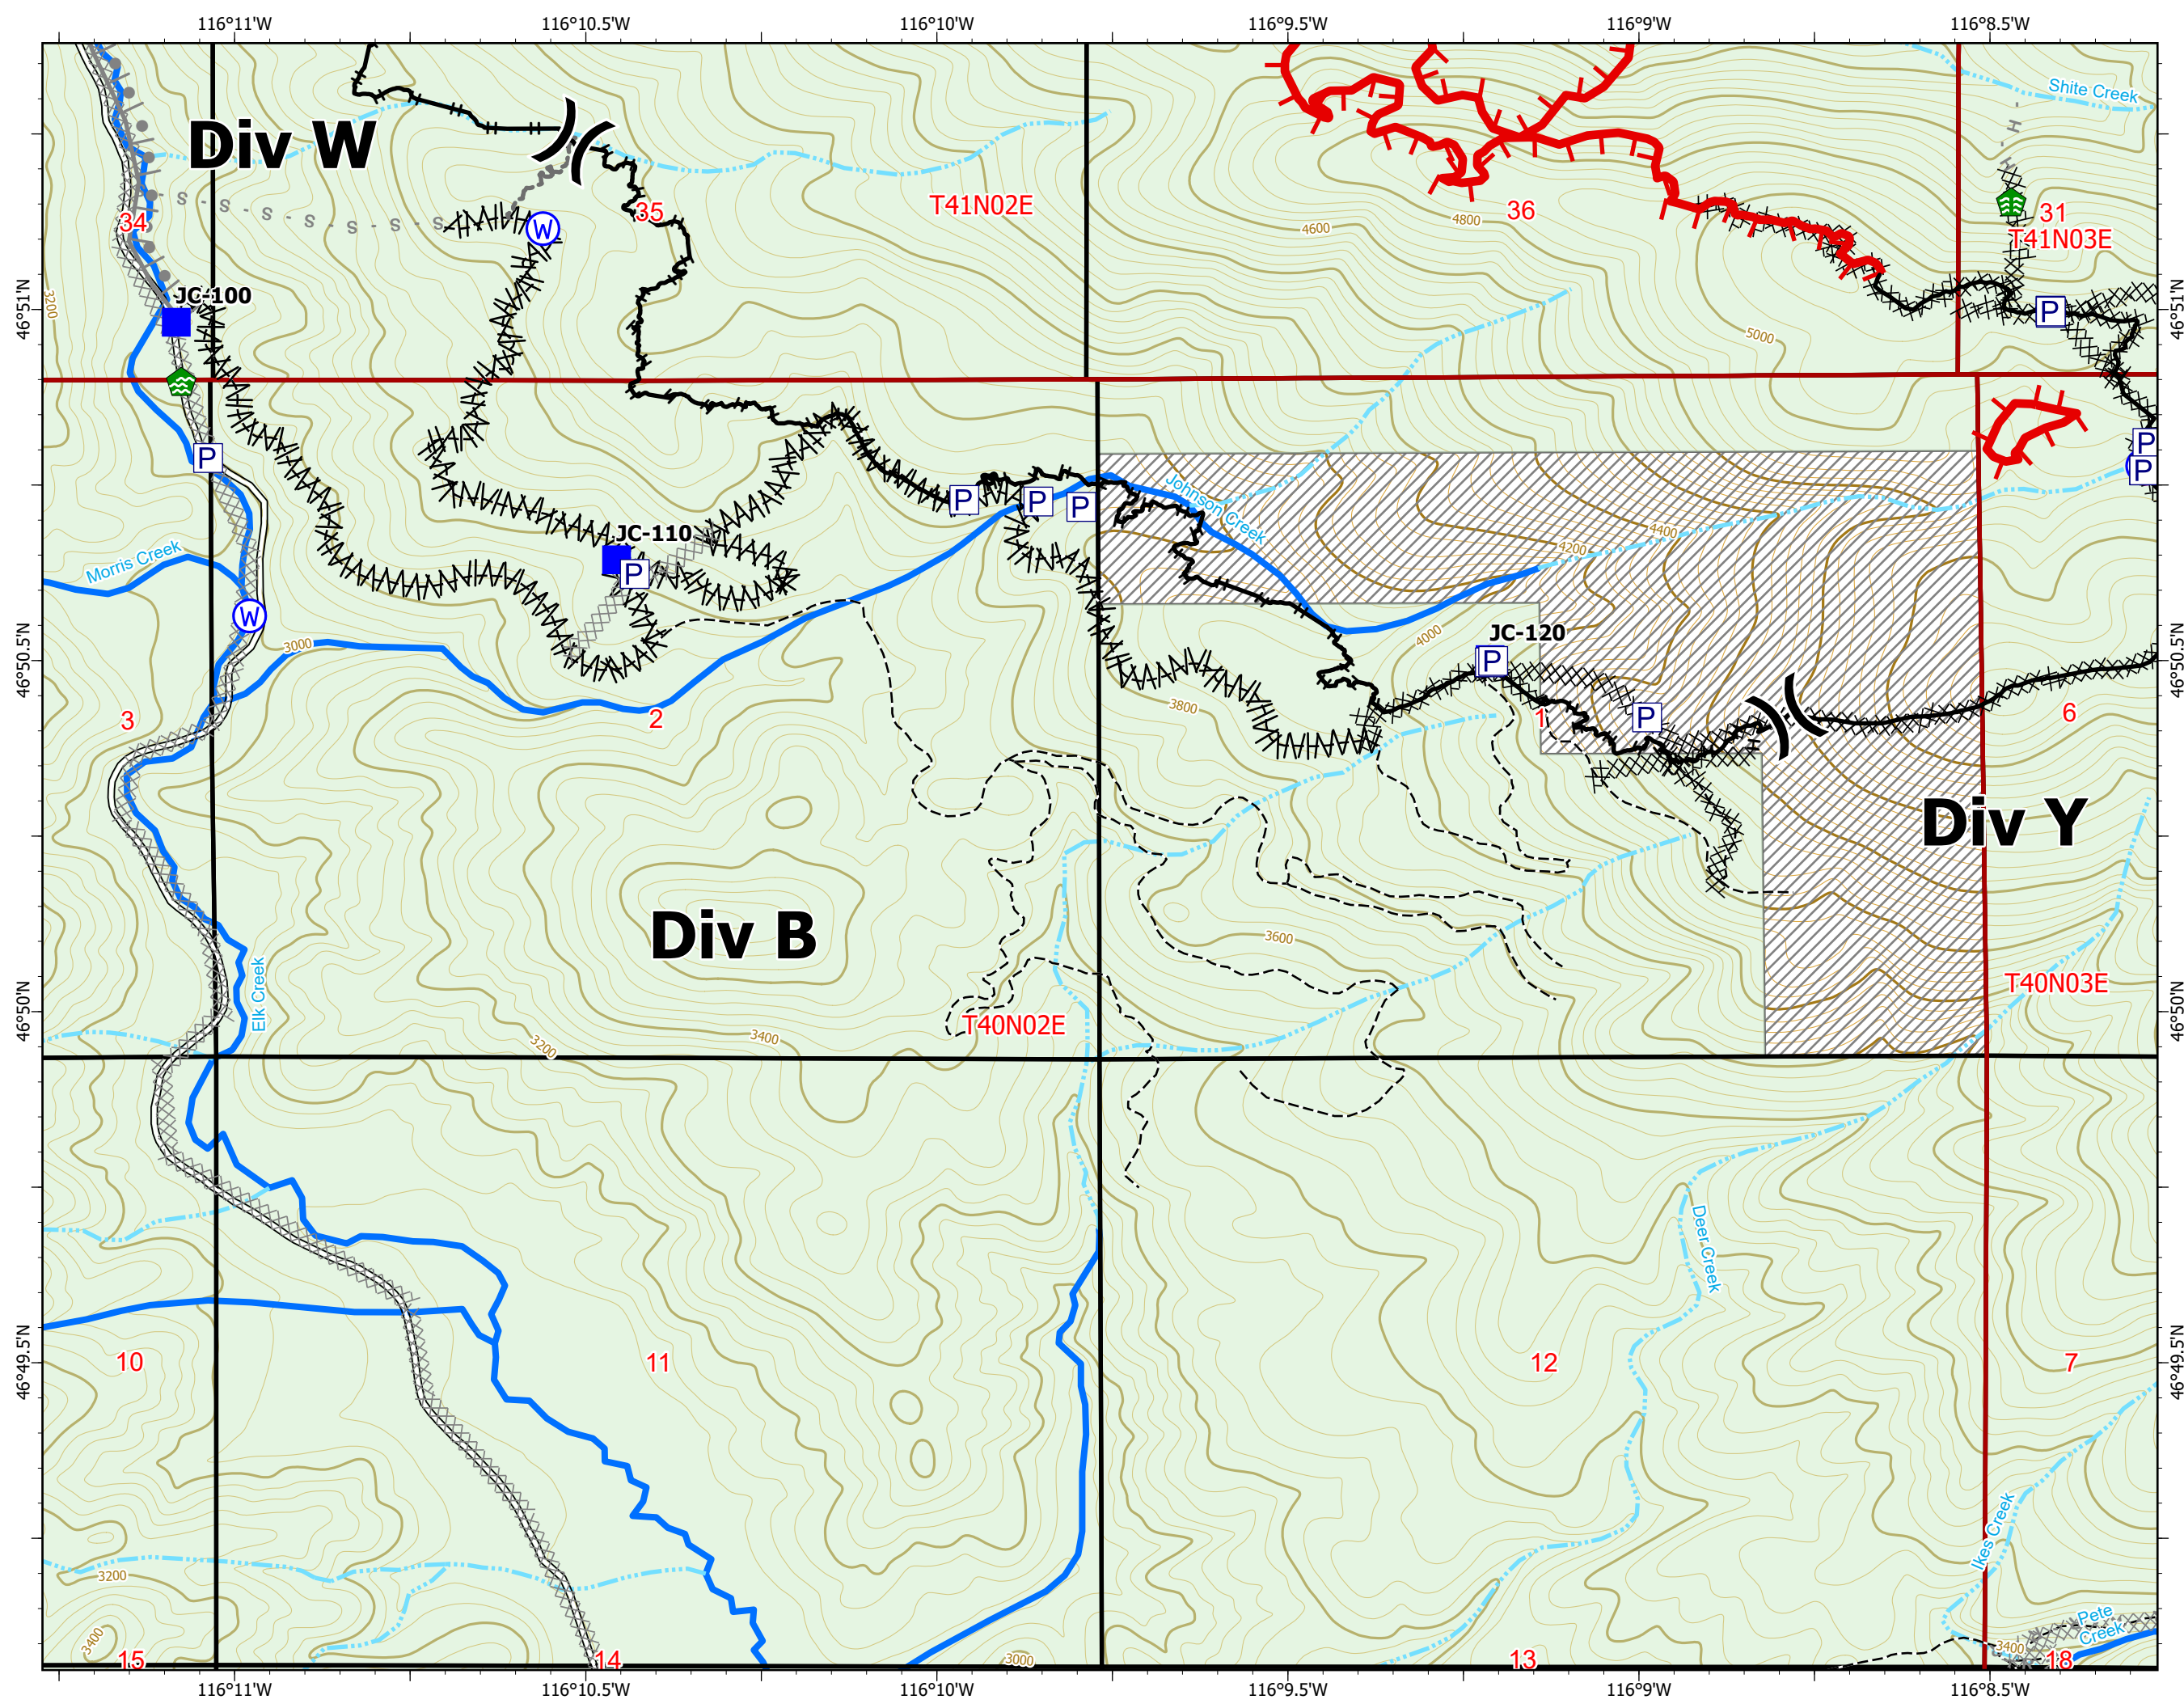 116°11'W
116°10.5'W
116°10'W
116°9.5'W
116°9'W
116°8.5'W
Shite Creek
H
Div W
S - S - S - S - S - S - S
34
35
T41N02E
36
31
T41N03E
4600
4800
W
3200
46°51'N
46°51'N
JC-100
P
5000
P
P
P
P
P
P
Johnson Creek
4400
4200
JC-110
P
Morris Creek
W
3000
4000
JC-120
P
46°50.5'N
46°50.5'N
3
2
3800
1
P
6
H
Div Y
Div B
3600
Elk Creek
T40N03E
46°50'N
46°50'N
T40N02E
3200
3400
Deer Creek
46°49.5'N
46°49.5'N
10
11
12
7
Ikes Creek
3200
Pete
Creek
3400
3400
15
14
3000
13
18
116°11'W
116°10.5'W
116°10'W
116°9.5'W
116°9'W
116°8.5'W